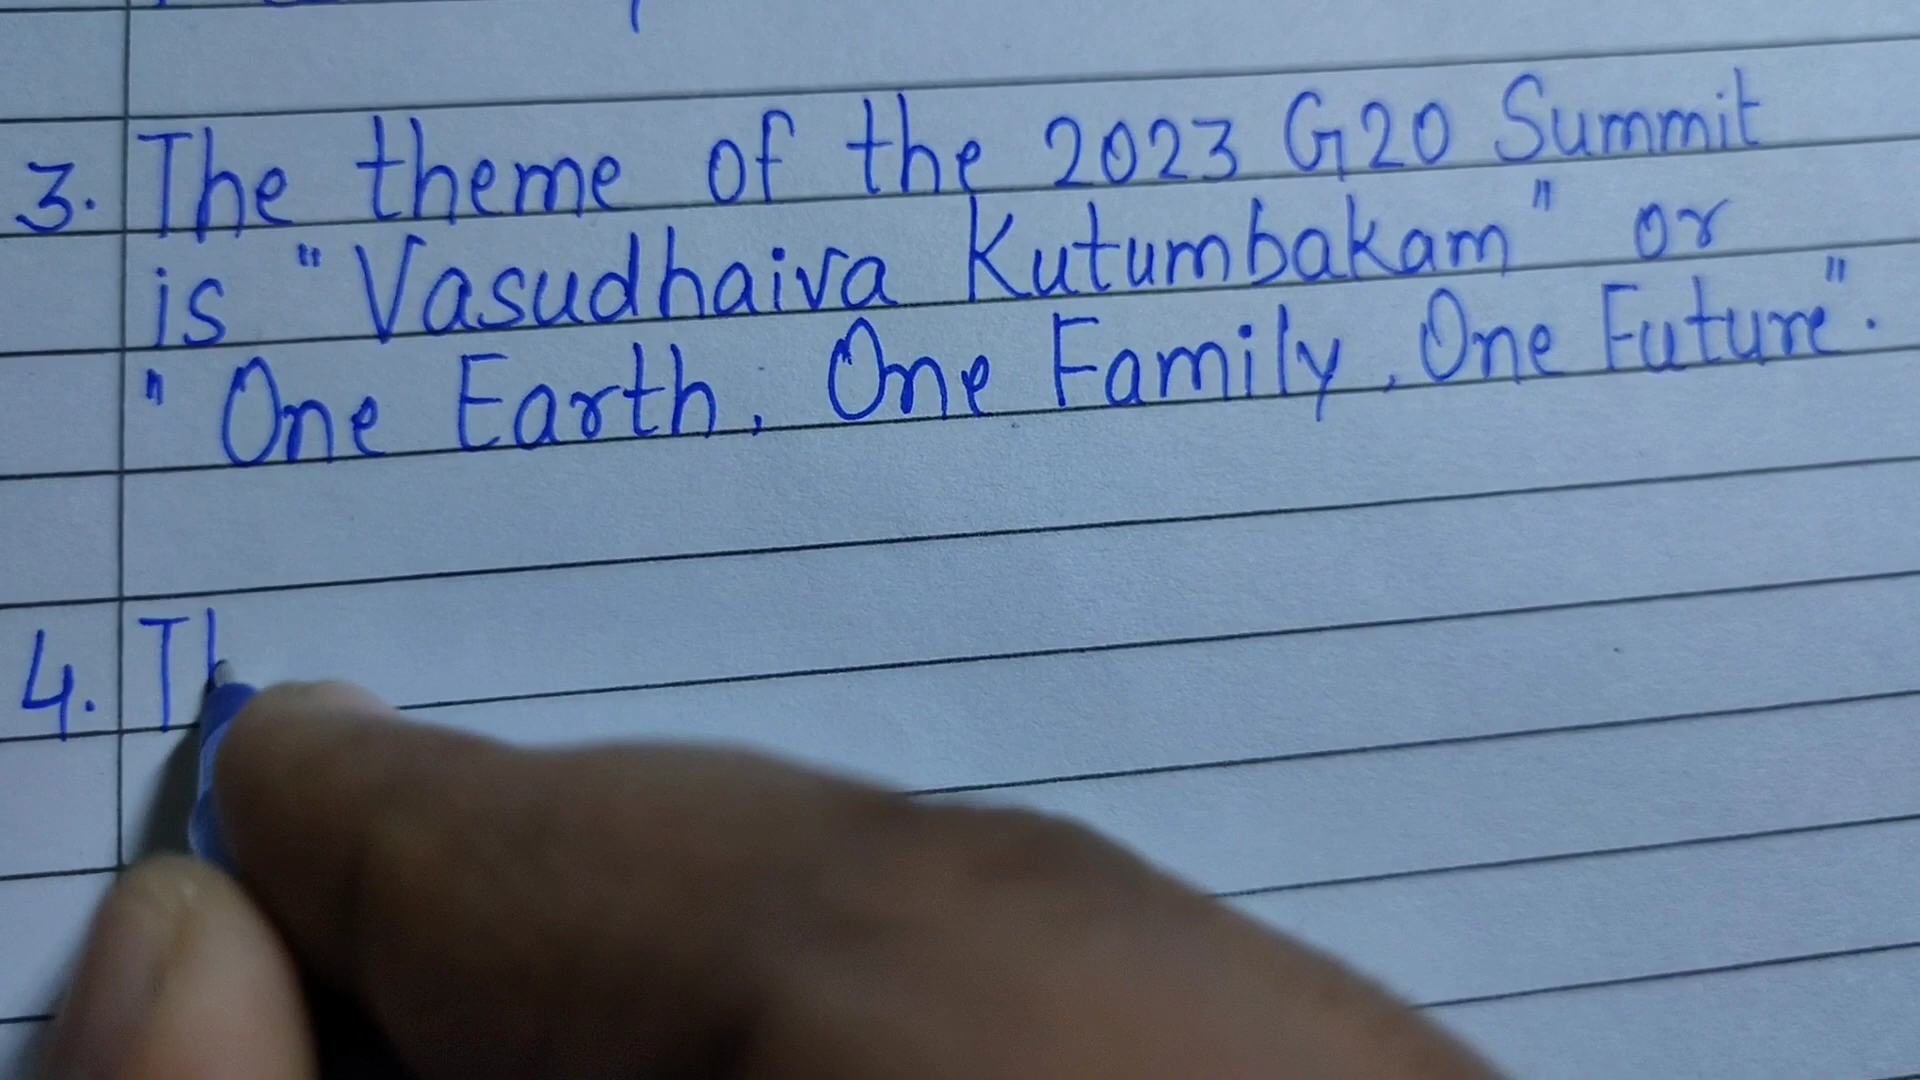 3. The theme of the 2023 G20 Summit
is "Vasudhaiva Kutumbakam" or
"One Earth, One Family, One Future".
4. Th